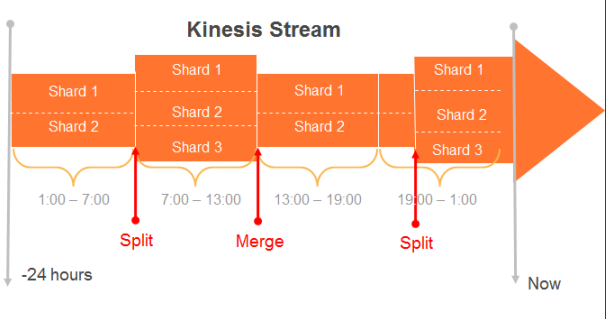 Kinesis Stream
Shard 1
Shard 2
Shard 1
Shard 2
Shard 3
Shard 1
Shard 2
Shard 1
Shard 2
Shard 3
1:00 – 7:00
7:00 – 13:00
13:00 – 19:00
19:00 – 1:00
Split
Merge
Split
-24 hours
Now